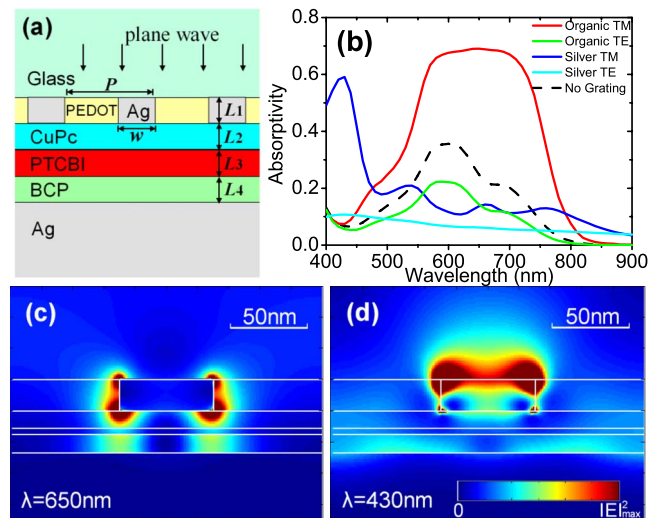 (a)
plane wave
Glass
P
PEDOT
Ag
L1
w
CuPc
L2
PTCBI
L3
BCP
L4
Ag
(b)
Organic TM
Organic TE
Silver TM
Silver TE
No Grating
Absorptivity
0.8
0.6
0.4
0.2
0.0
400 500 600 700 800 900
Wavelength (nm)
(c)
50nm
λ=650nm
(d)
50nm
λ=430nm
0 |E|²max